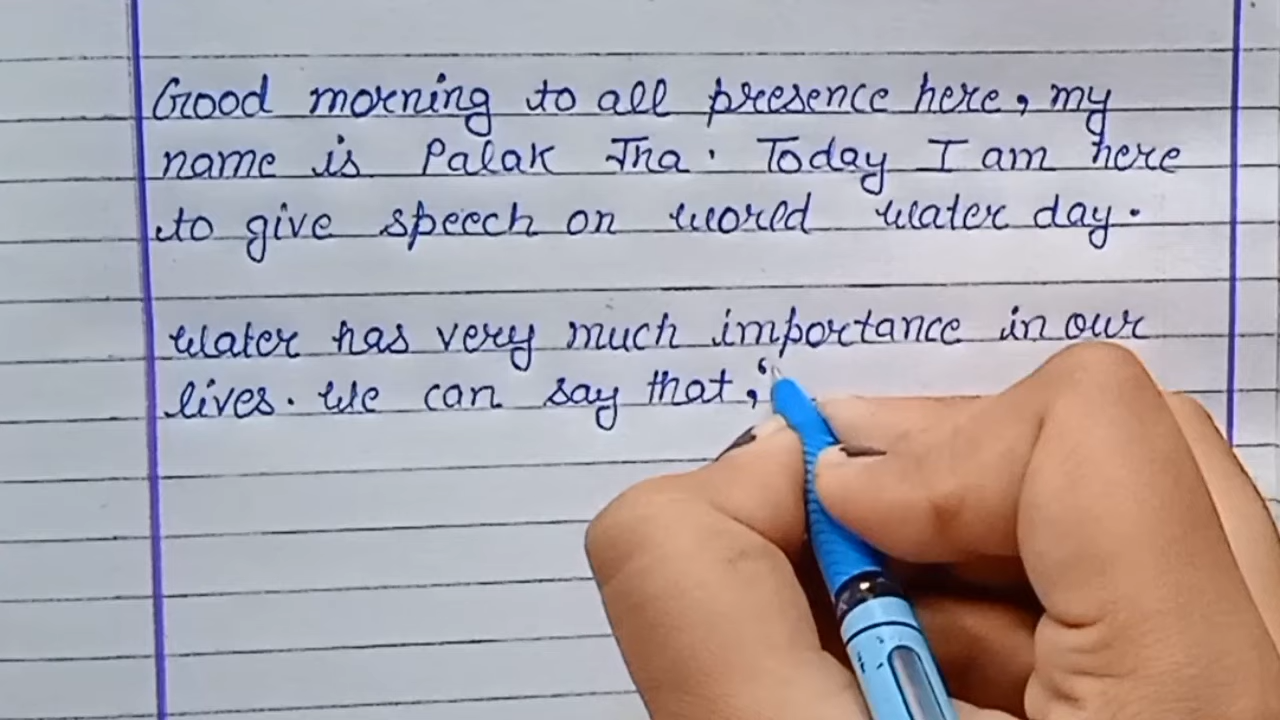 Good morning to all presence here, my
name is Palak Jha. Today I am here
to give speech on world water day.
Water has very much importance in our
lives. We can say that, "